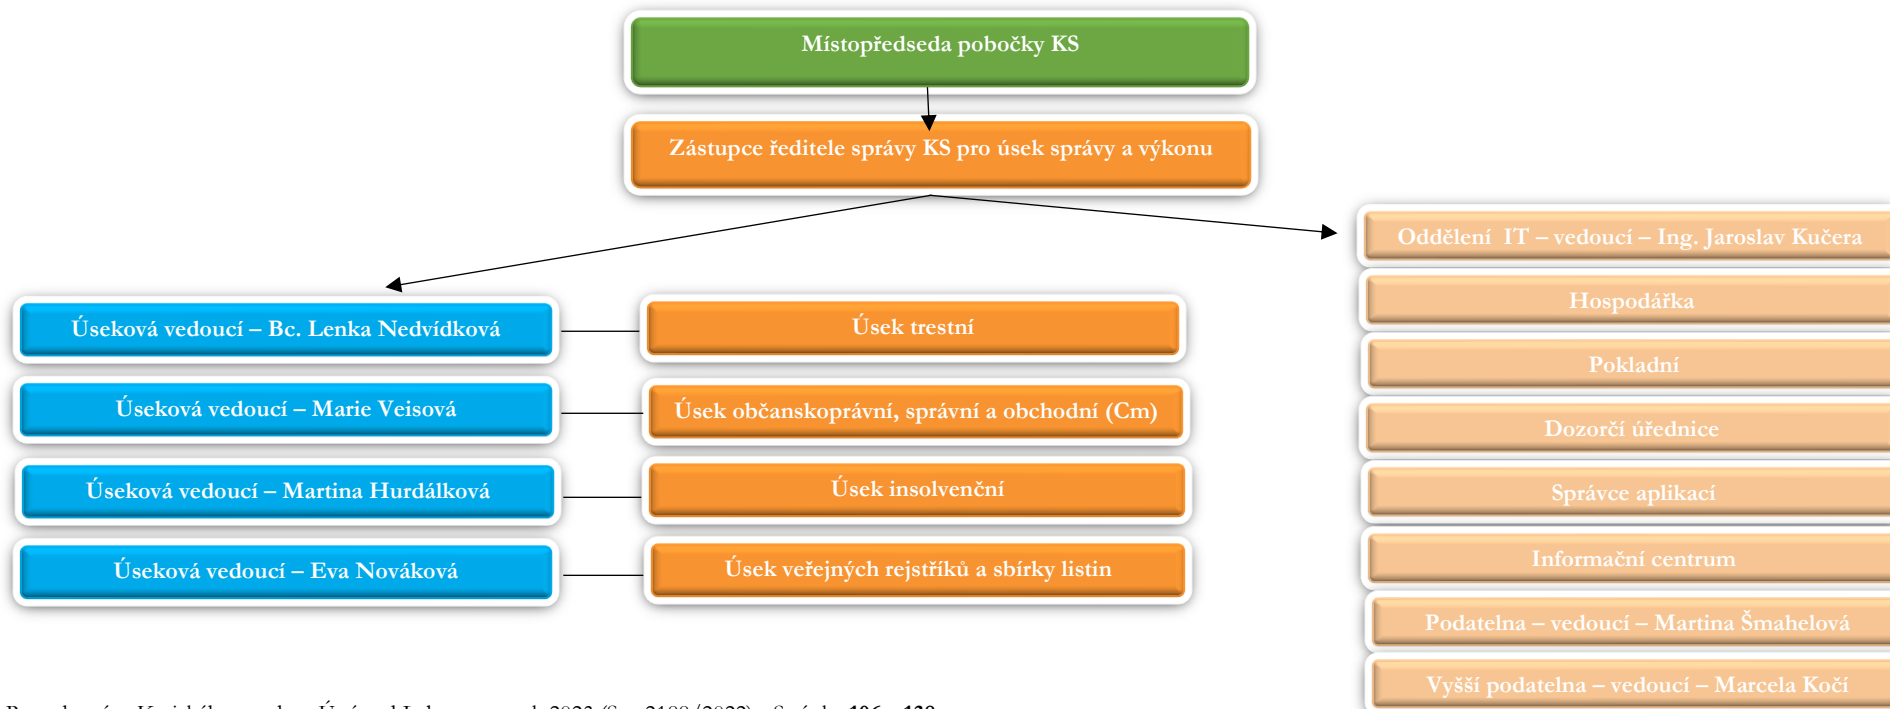 Místopředseda pobočky KS
Zástupce ředitele správy KS pro úsek správy a výkonu
Úseková vedoucí – Bc. Lenka Nedvídková
Úsek trestní
Úseková vedoucí – Marie Veisová
Úsek občanskoprávní, správní a obchodní (Cm)
Úseková vedoucí – Martina Hurdálková
Úsek insolvenční
Úseková vedoucí – Eva Nováková
Úsek veřejných rejstříků a sbírky listin
Oddělení IT – vedoucí – Ing. Jaroslav Kučera
Hospodářka
Pokladní
Dozorčí úřednice
Správce aplikací
Informační centrum
Podatelna – vedoucí – Martina Šmahelová
Vyšší podatelna – vedoucí – Marcela Kočí